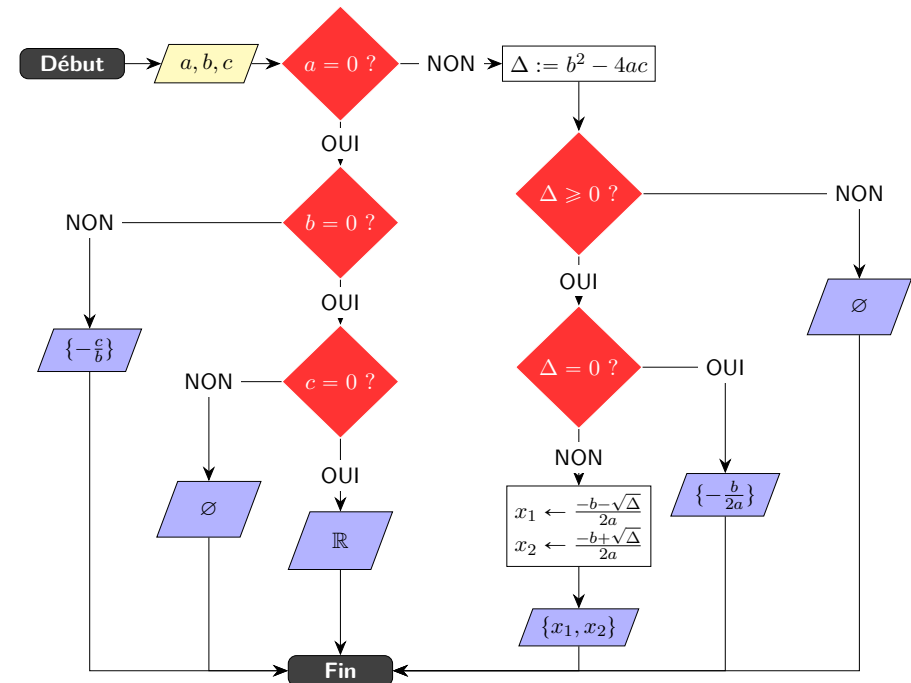 Début
a, b, c
a = 0 ?
NON
Δ := b² − 4ac
OUI
Δ ⩾ 0 ?
NON
NON
b = 0 ?
OUI
OUI
∅
{−c/b}
NON
c = 0 ?
Δ = 0 ?
OUI
OUI
NON
∅
ℝ
x₁ ← (−b−√Δ)/2a
x₂ ← (−b+√Δ)/2a
{−b/2a}
{x₁, x₂}
Fin